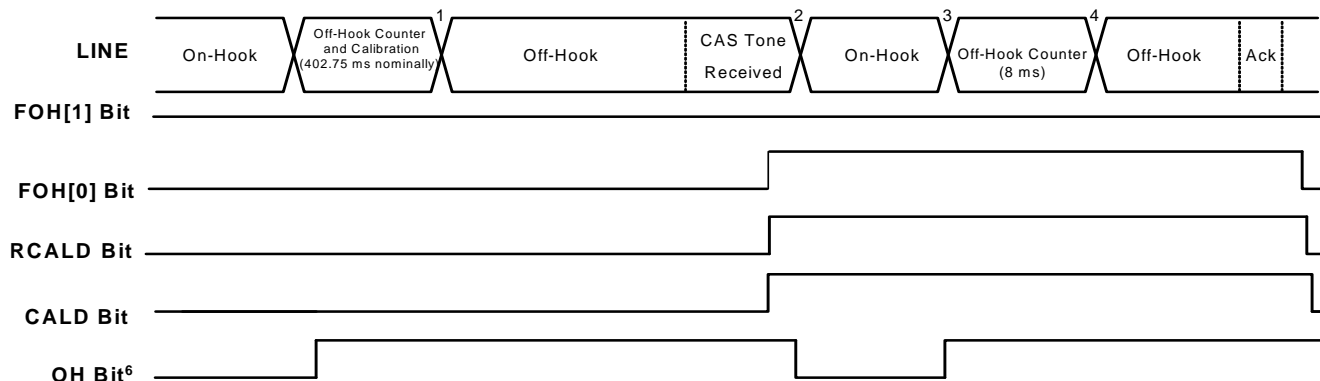 1 2 3 4
LINE
On-Hook
Off-Hook Counter
and Calibration
(402.75 ms nominally)
Off-Hook
CAS Tone
Received
On-Hook
Off-Hook Counter
(8 ms)
Off-Hook
Ack
FOH[1] Bit
FOH[0] Bit
RCALD Bit
CALD Bit
OH Bit6